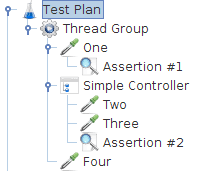 Test Plan
Thread Group
One
Assertion #1
Simple Controller
Two
Three
Assertion #2
Four